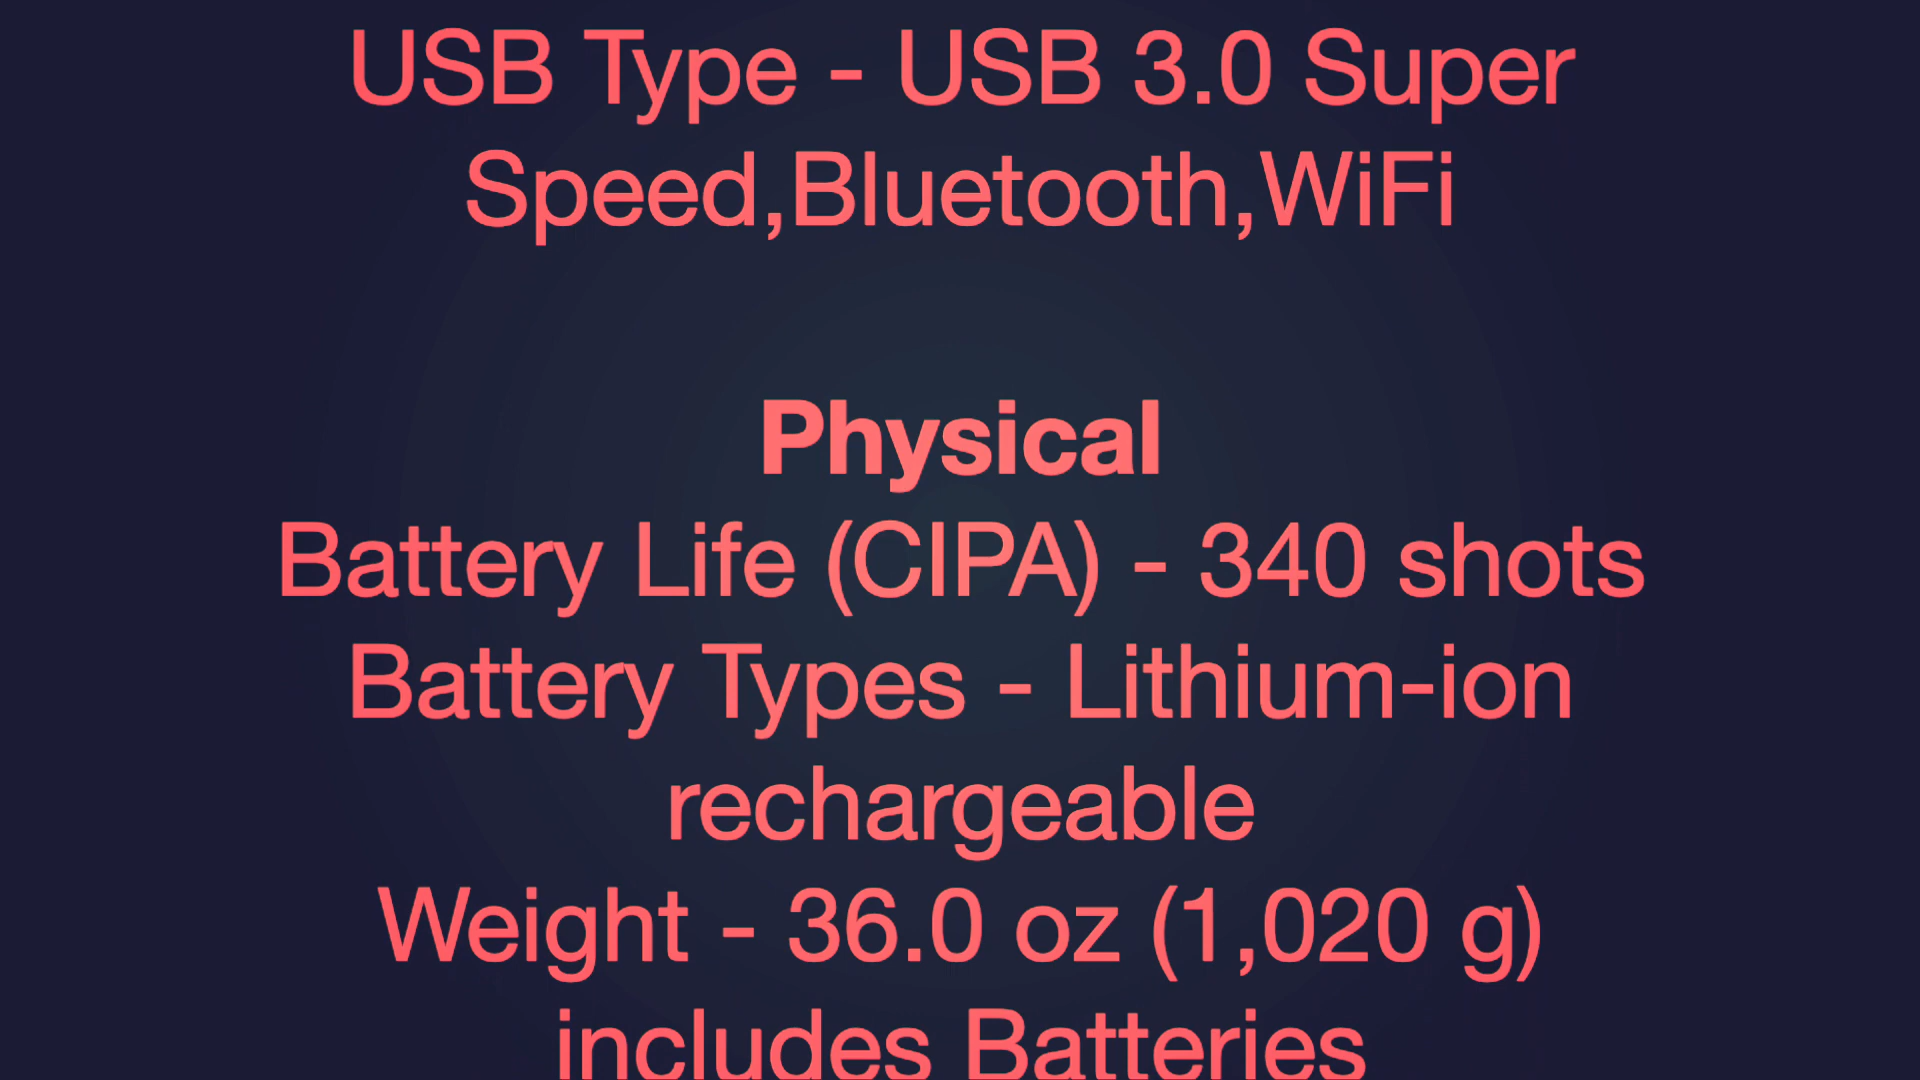 USB Type - USB 3.0 Super
Speed,Bluetooth,WiFi
Physical
Battery Life (CIPA) - 340 shots
Battery Types - Lithium-ion
rechargeable
Weight - 36.0 oz (1,020 g)
includes Batteries